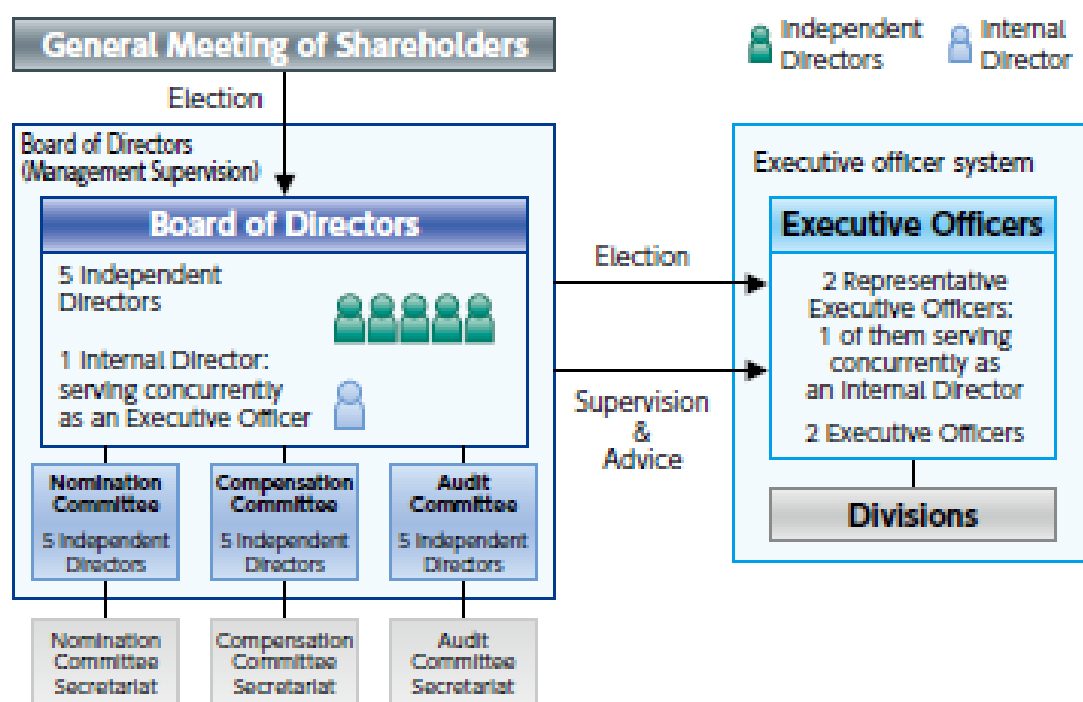 General Meeting of Shareholders
Independent
Directors
Internal
Director
Election
Board of Directors
(Management Supervision)
Board of Directors
5 Independent
Directors
1 Internal Director:
serving concurrently
as an Executive Officer
Nomination
Committee
5 Independent
Directors
Compensation
Committee
5 Independent
Directors
Audit
Committee
5 Independent
Directors
Nomination
Committee
Secretariat
Compensation
Committee
Secretariat
Audit
Committee
Secretariat
Election
Supervision
&
Advice
Executive officer system
Executive Officers
2 Representative
Executive Officers:
1 of them serving
concurrently as
an Internal Director
2 Executive Officers
Divisions